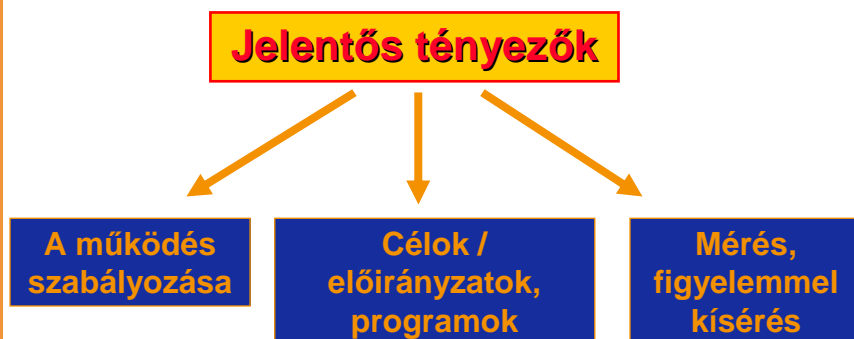 Jelentős tényezők
A működés
szabályozása
Célok /
előirányzatok,
programok
Mérés,
figyelemmel
kísérés